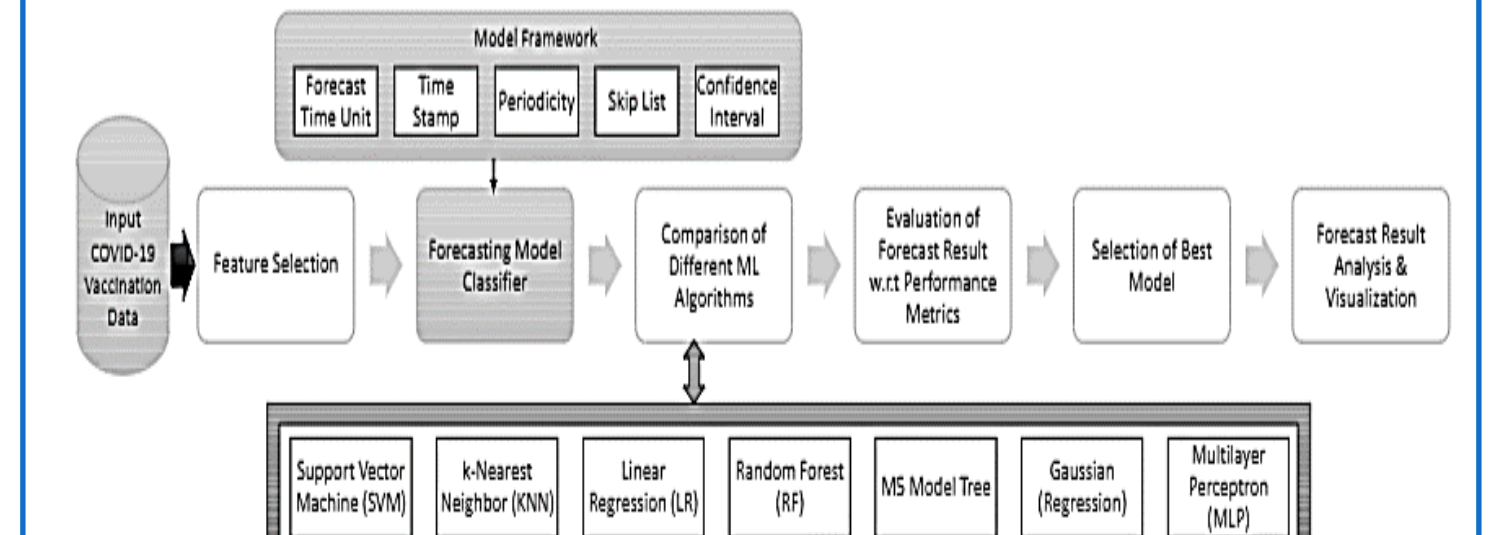 Model Framework
Forecast
Time Unit
Time
Stamp
Periodicity
Skip List
Confidence
Interval
Input
COVID-19
Vaccination
Data
Feature Selection
Forecasting Model
Classifier
Comparison of
Different ML
Algorithms
Evaluation of
Forecast Result
w.r.t Performance
Metrics
Selection of Best
Model
Forecast Result
Analysis &
Visualization
Support Vector
Machine (SVM)
k-Nearest
Neighbor (KNN)
Linear
Regression (LR)
Random Forest
(RF)
M5 Model Tree
Gaussian
(Regression)
Multilayer
Perceptron
(MLP)